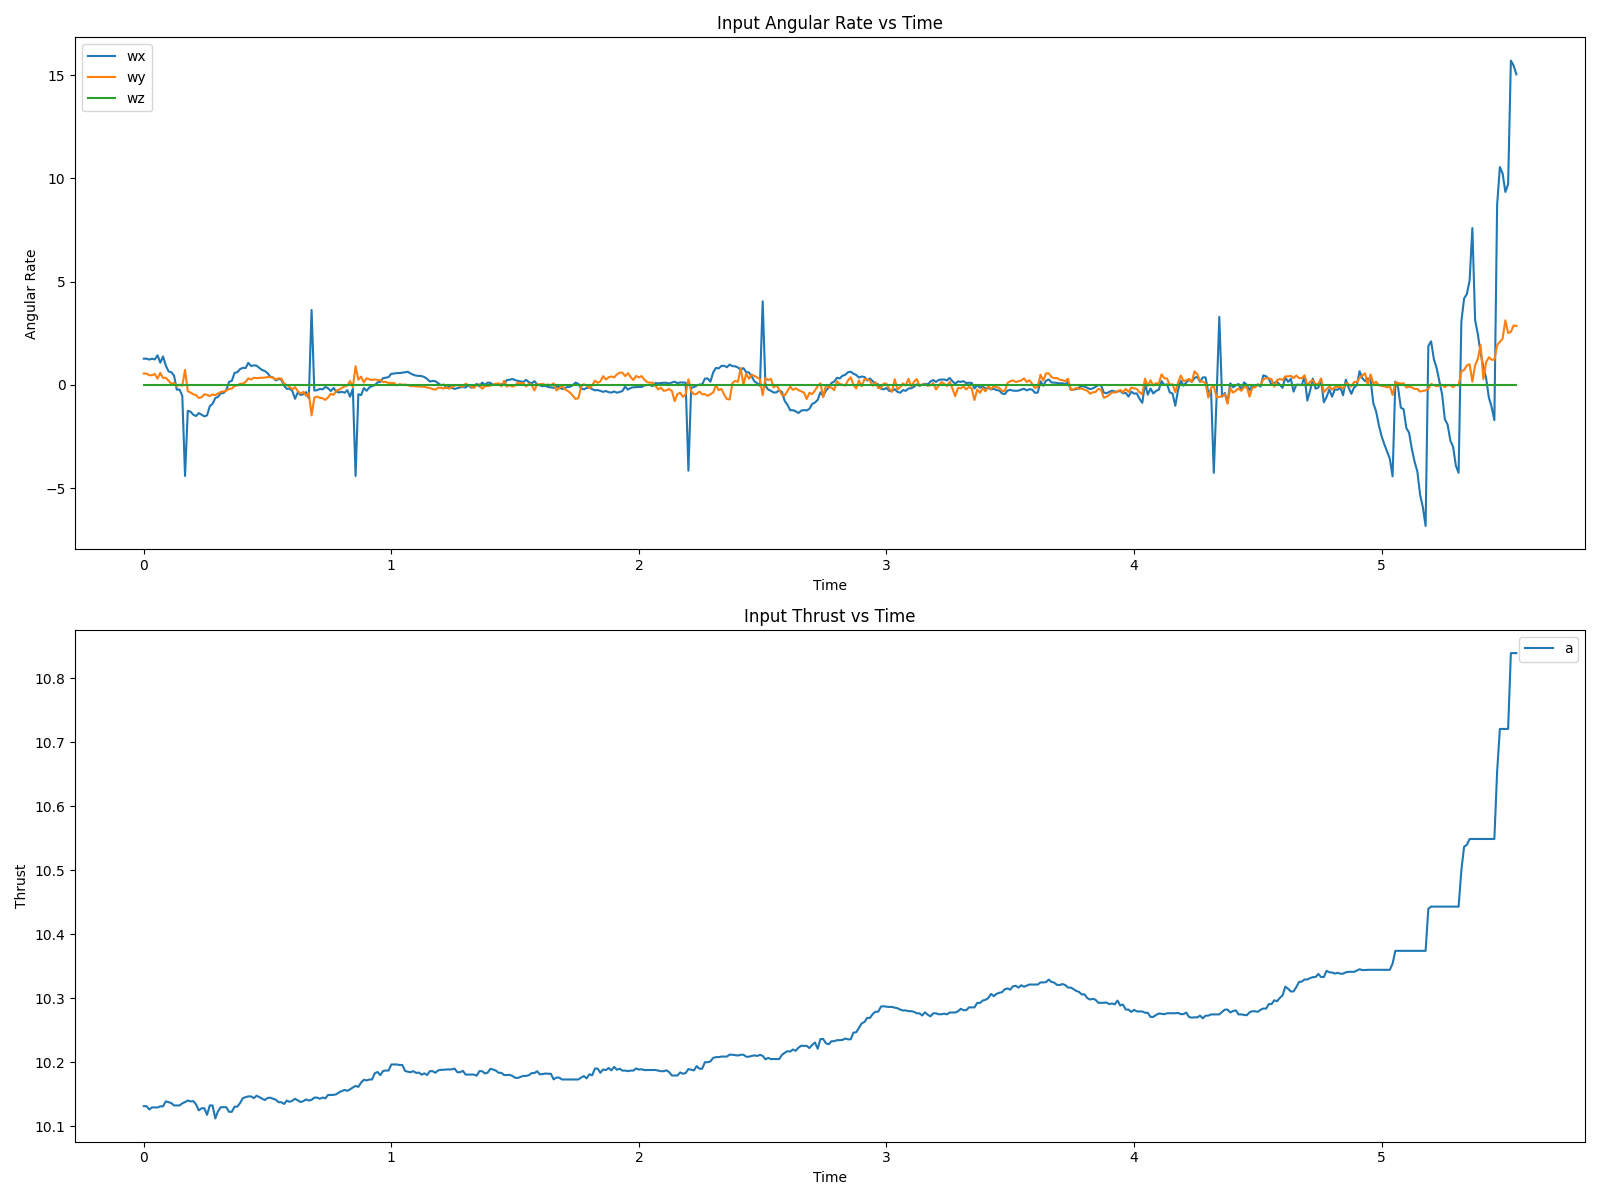 Input Angular Rate vs Time
wx
wy
wz
15
10
5
0
−5
Angular Rate
0 1 2 3 4 5
Time
Input Thrust vs Time
a
10.8
10.7
10.6
10.5
10.4
10.3
10.2
10.1
Thrust
0 1 2 3 4 5
Time